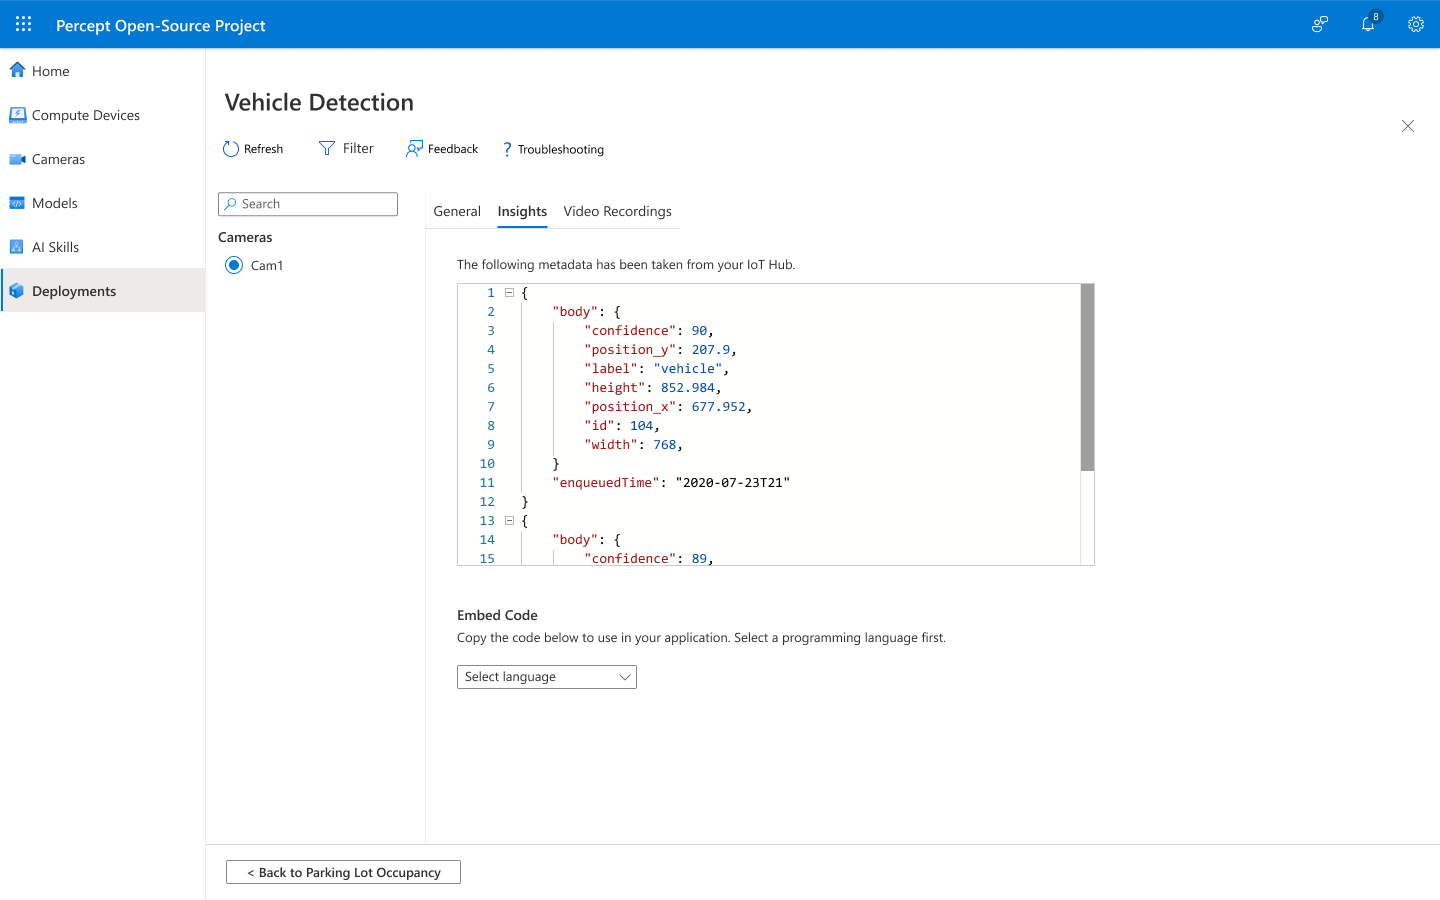 Percept Open-Source Project
8
Home
Compute Devices
Cameras
Models
AI Skills
Deployments
Vehicle Detection
Refresh
Filter
Feedback
? Troubleshooting
Search
Cameras
Cam1
General Insights Video Recordings
The following metadata has been taken from your IoT Hub.
1 {
2 "body": {
3 "confidence": 90,
4 "position_y": 207.9,
5 "label": "vehicle",
6 "height": 852.984,
7 "position_x": 677.952,
8 "id": 104,
9 "width": 768,
10 }
11 "enqueuedTime": "2020-07-23T21"
12 }
13 {
14 "body": {
15 "confidence": 89,
Embed Code
Copy the code below to use in your application. Select a programming language first.
Select language
< Back to Parking Lot Occupancy